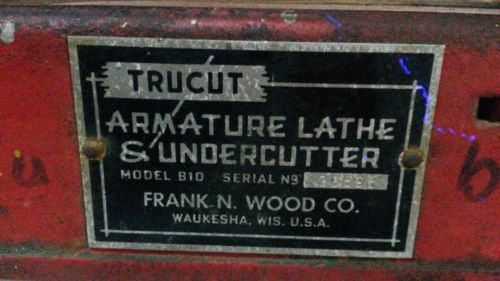 TRUCUT
ARMATURE LATHE
& UNDERCUTTER
MODEL B10 SERIAL Nº
FRANK N. WOOD CO.
WAUKESHA, WIS. U.S.A.